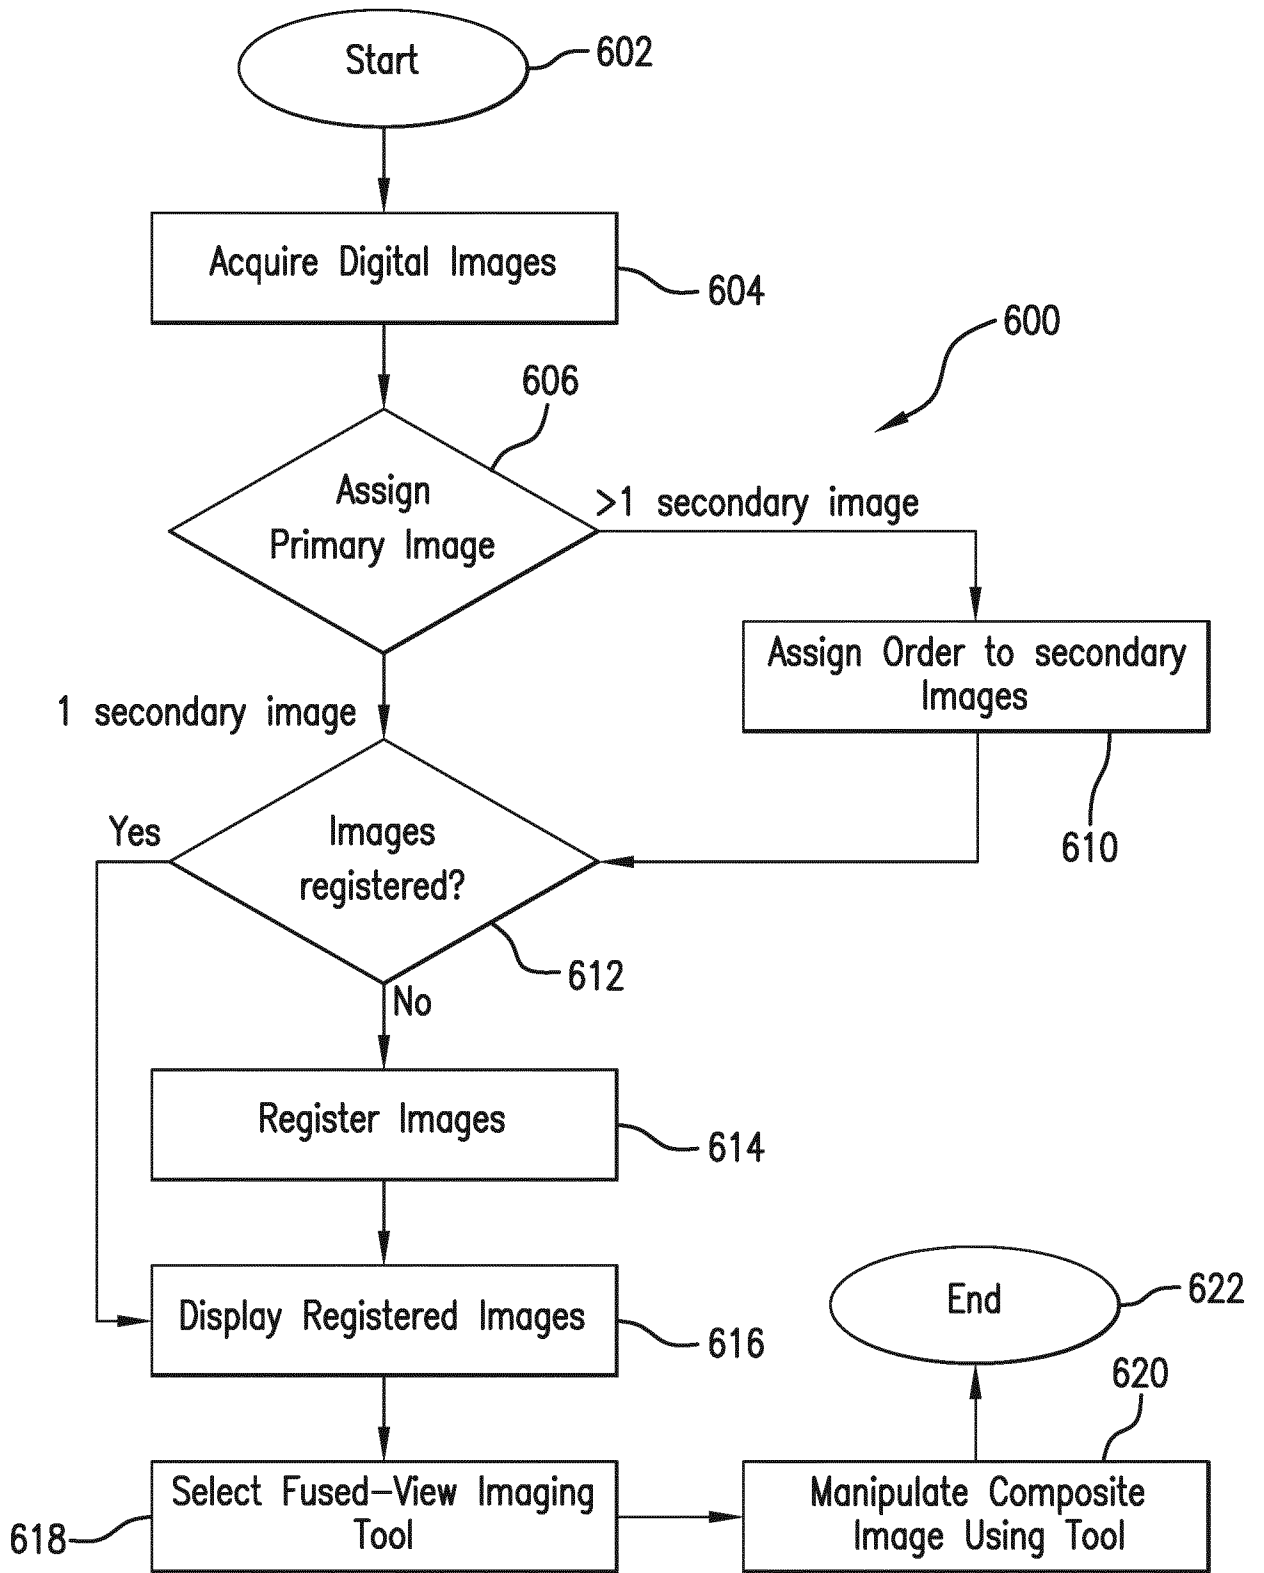 Start
602
Acquire Digital Images
604
600
606
Assign
Primary Image
>1 secondary image
Assign Order to secondary
Images
610
1 secondary image
Yes
Images
registered?
612
No
Register Images
614
Display Registered Images
616
End
622
620
Select Fused-View Imaging
Tool
618
Manipulate Composite
Image Using Tool